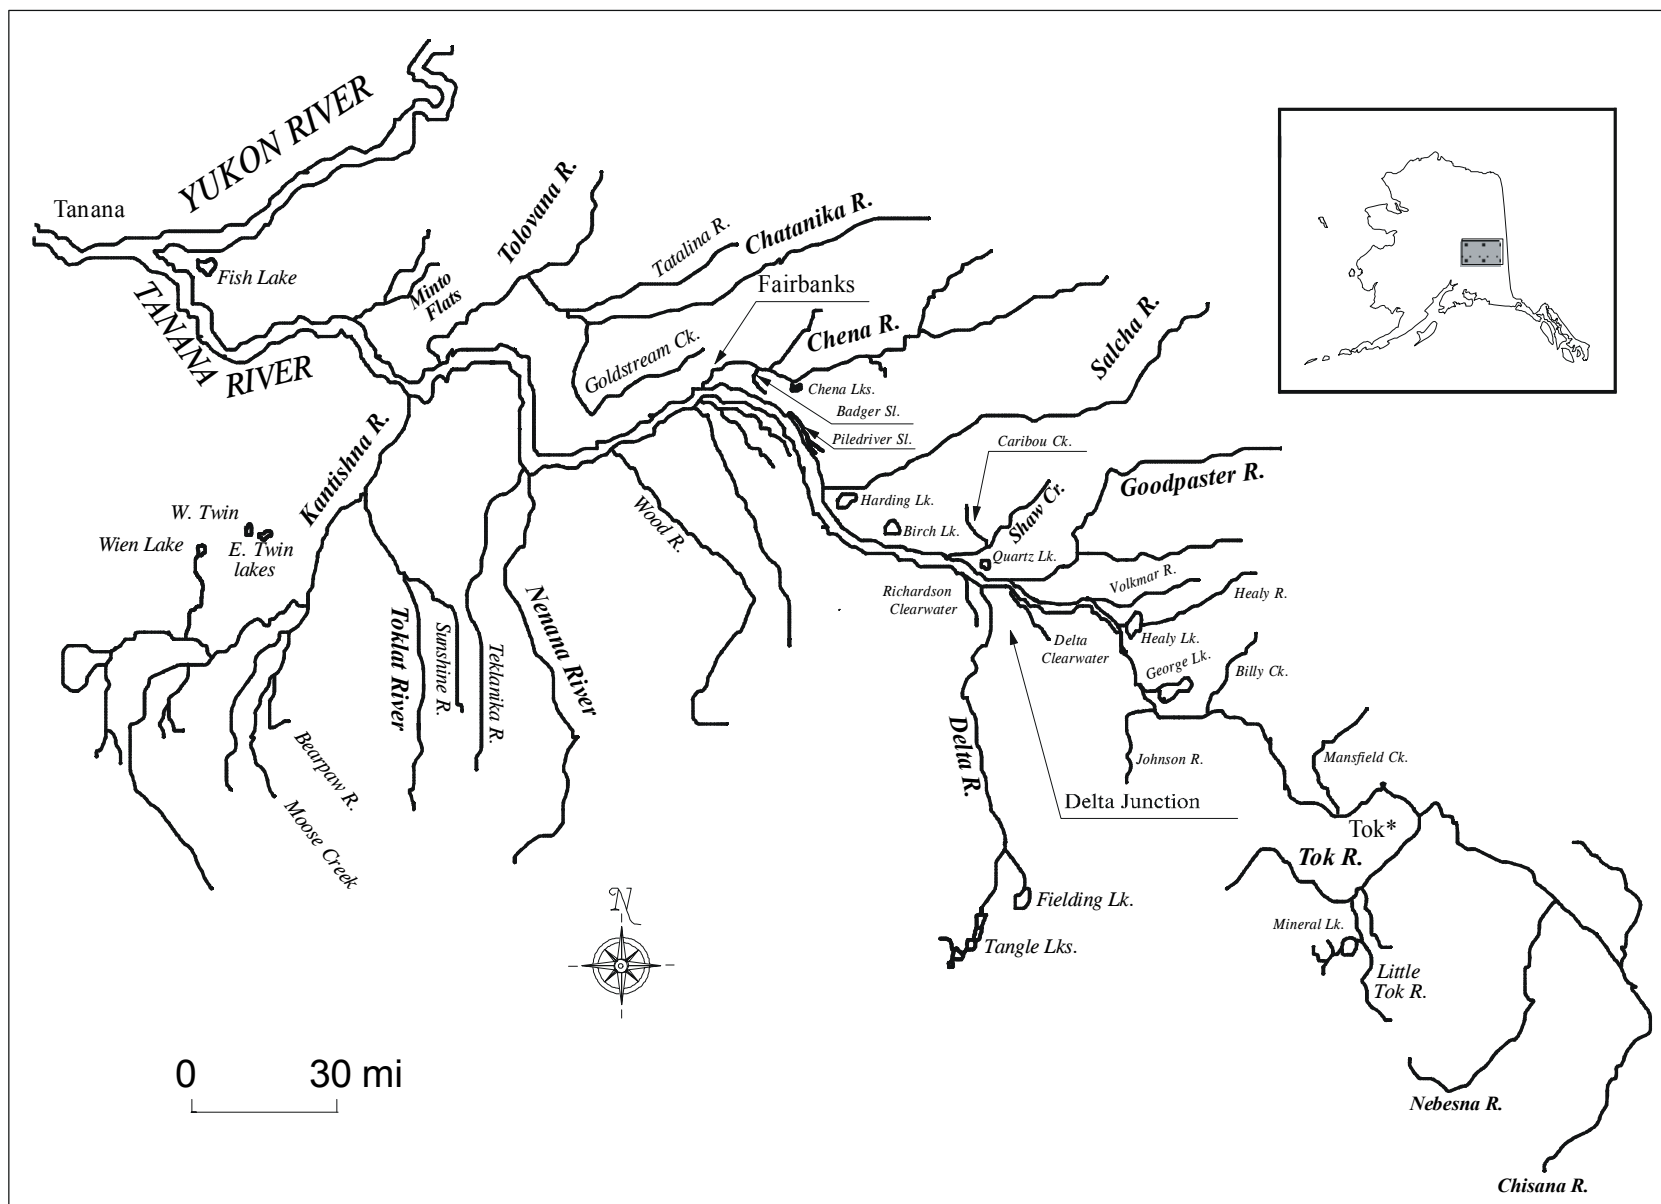 YUKON RIVER
Tanana
Fish Lake
TANANA
RIVER
Minto
Flats
Tolovana R.
Tatalina R.
Chatanika R.
Fairbanks
Goldstream Ck.
Chena R.
Chena Lks.
Badger Sl.
Piledriver Sl.
Salcha R.
Caribou Ck.
Goodpaster R.
Kantishna R.
W. Twin
Wien Lake
E. Twin
lakes
Wood R.
Harding Lk.
Birch Lk.
Shaw Cr.
Quartz Lk.
Richardson
Clearwater
Volkmar R.
Healy R.
Delta
Clearwater
Healy Lk.
George Lk.
Billy Ck.
Toklat River
Sunshine R.
Teklanika R.
Nenana River
Bearpaw R.
Moose Creek
Delta R.
Johnson R.
Delta Junction
Mansfield Ck.
Tok*
Tok R.
Fielding Lk.
Tangle Lks.
Mineral Lk.
Little
Tok R.
Nebesna R.
Chisana R.
N
0 30 mi